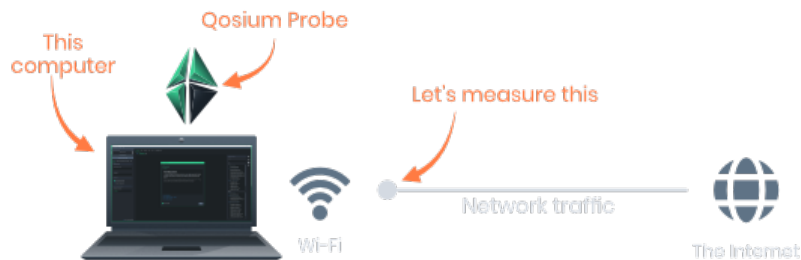 Qosium Probe
This
computer
Let's measure this
Network traffic
Wi-Fi
The Internet